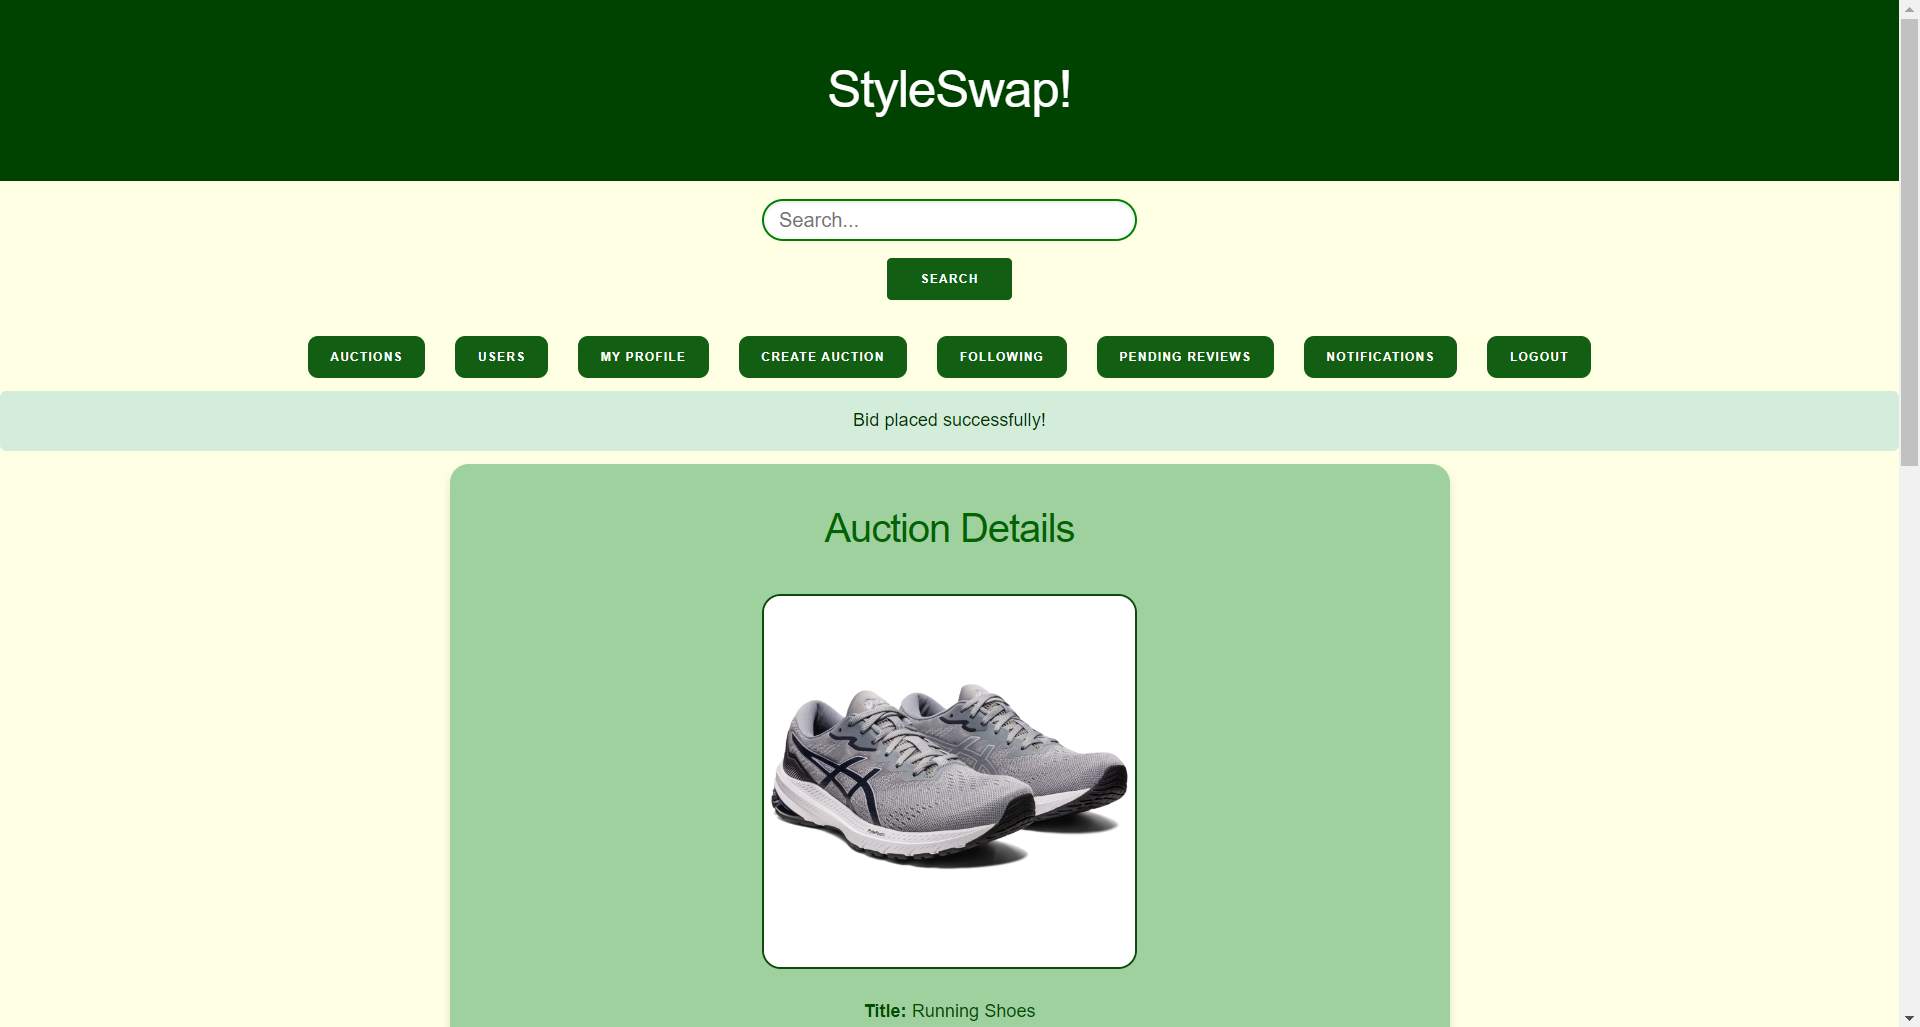 StyleSwap!
Search...
SEARCH
AUCTIONS USERS MY PROFILE CREATE AUCTION FOLLOWING PENDING REVIEWS NOTIFICATIONS LOGOUT
Bid placed successfully!
Auction Details
Title: Running Shoes